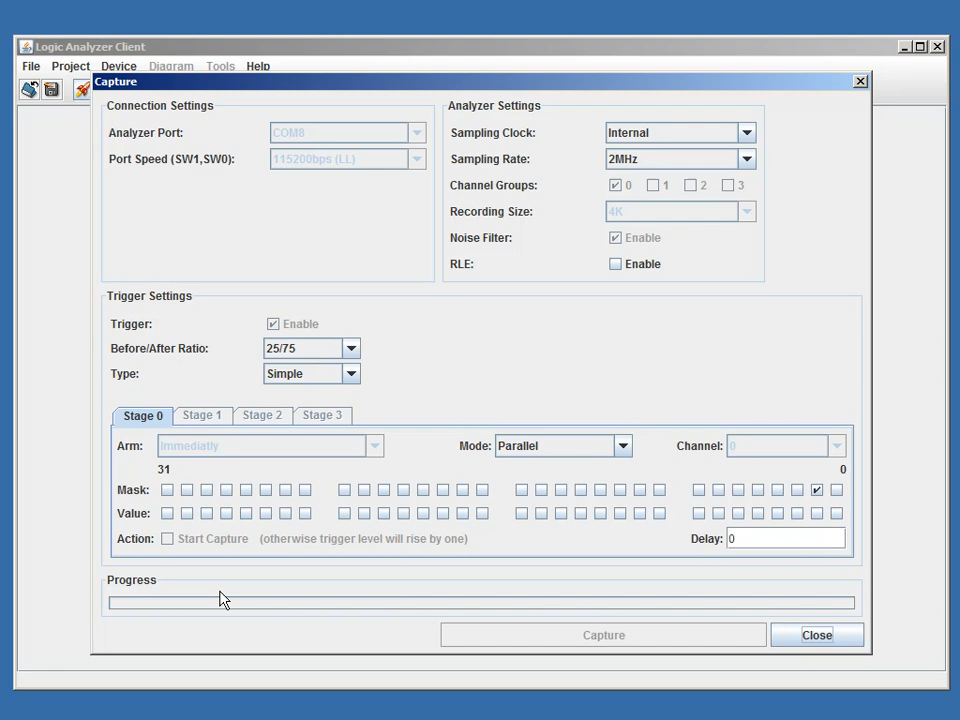 Logic Analyzer Client
File Project Device Diagram Tools Help
Capture
Connection Settings
Analyzer Port: COM8
Port Speed (SW1,SW0): 115200bps (LL)
Analyzer Settings
Sampling Clock: Internal
Sampling Rate: 2MHz
Channel Groups: 0 1 2 3
Recording Size: 4K
Noise Filter: Enable
RLE: Enable
Trigger Settings
Trigger: Enable
Before/After Ratio: 25/75
Type: Simple
Stage 0 Stage 1 Stage 2 Stage 3
Arm: Immediatly Mode: Parallel Channel: 0
31 0
Mask:
Value:
Action: Start Capture (otherwise trigger level will rise by one) Delay: 0
Progress
Capture Close